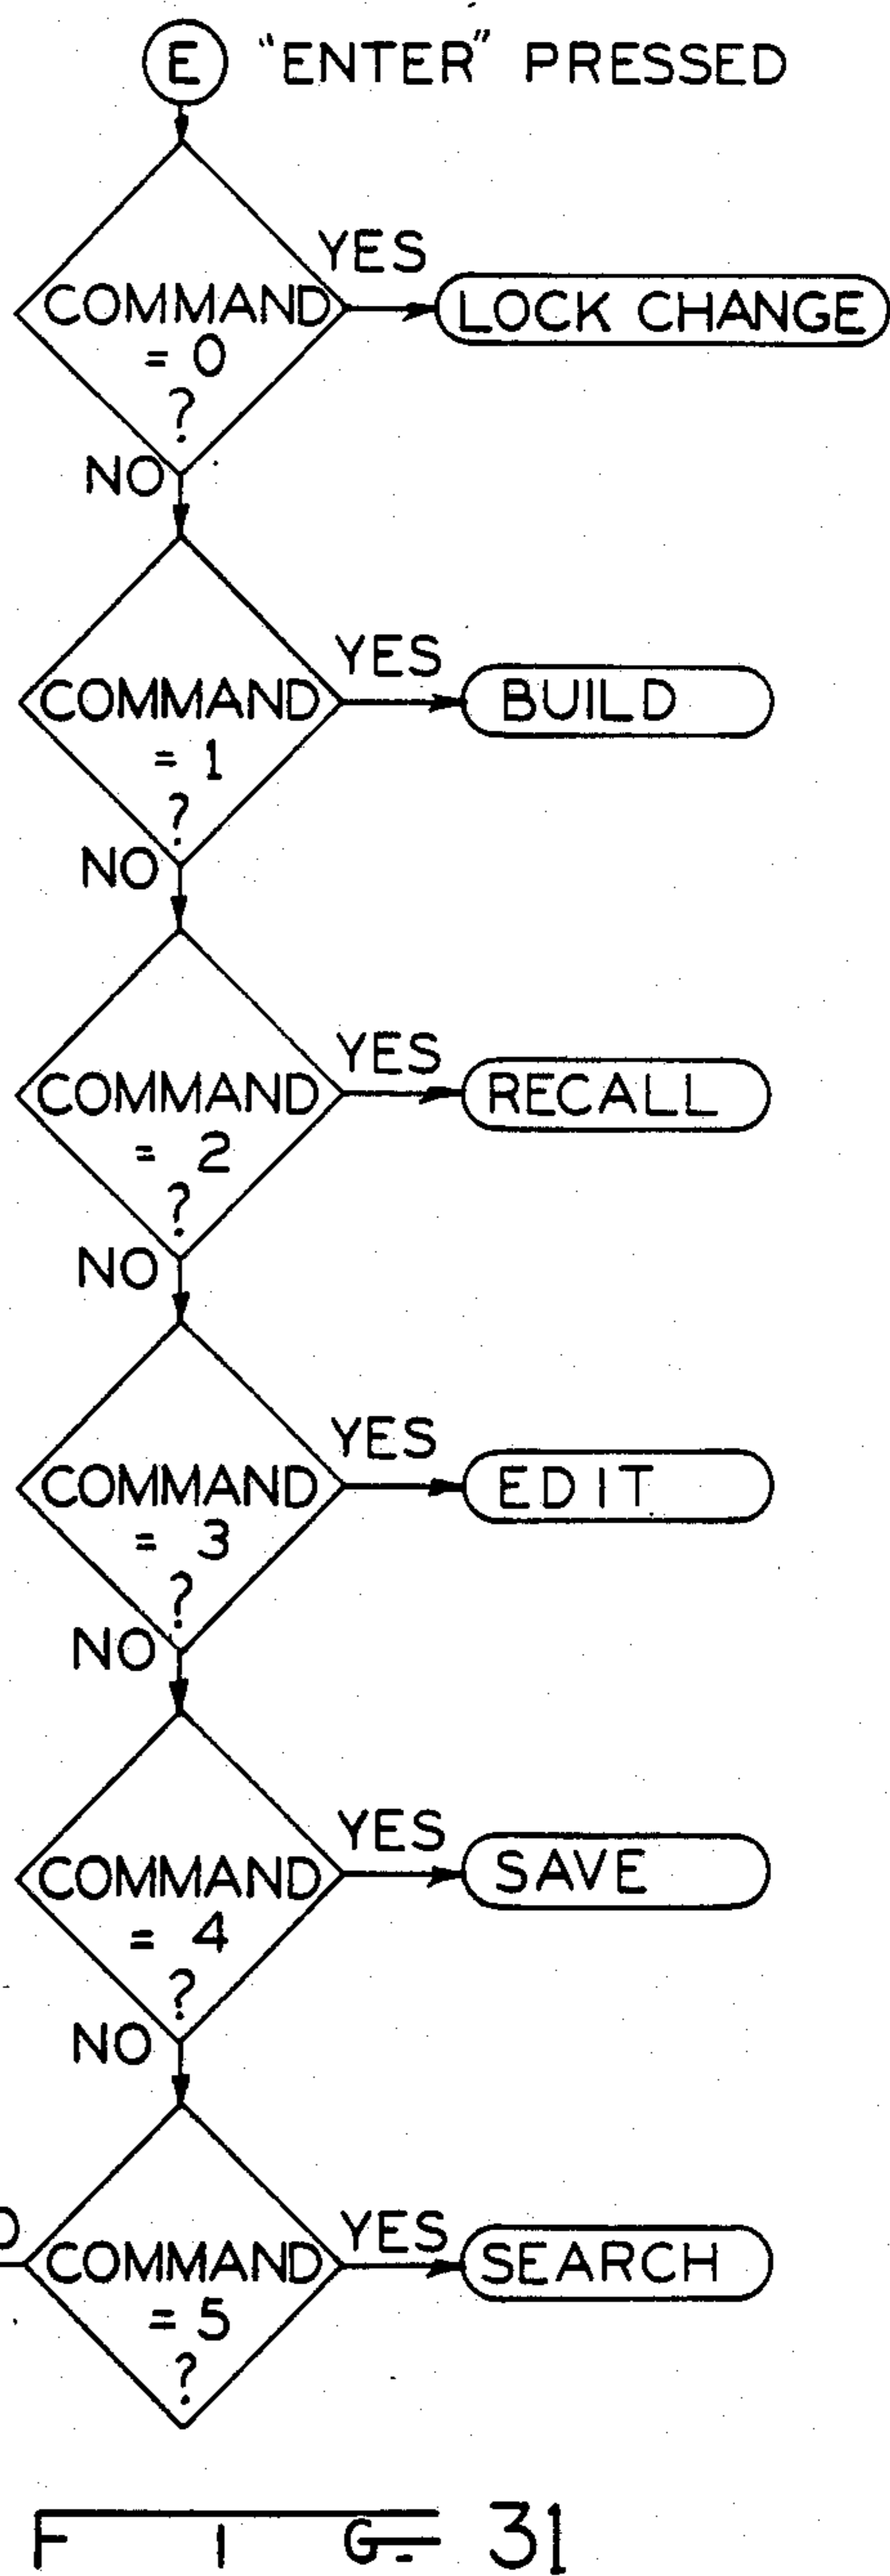 E "ENTER" PRESSED
YES
COMMAND
= 0
?
LOCK CHANGE
NO
YES
COMMAND
= 1
?
BUILD
NO
YES
COMMAND
= 2
?
RECALL
NO
YES
COMMAND
= 3
?
EDIT
NO
YES
COMMAND
= 4
?
SAVE
NO
YES
COMMAND
= 5
?
SEARCH
FIG. 31